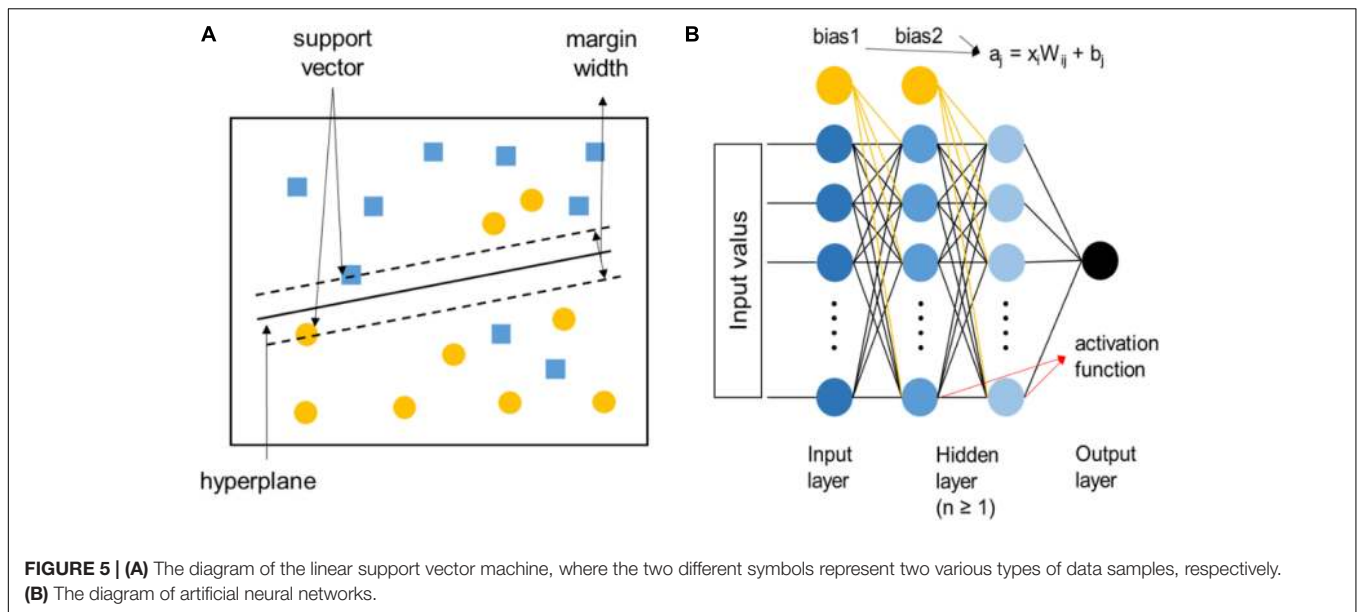 A
support
vector
margin
width
hyperplane
B
bias1 bias2
aj = xiWij + bj
Input valus
activation
function
Input
layer
Hidden
layer
(n ≥ 1)
Output
layer
FIGURE 5 | (A) The diagram of the linear support vector machine, where the two different symbols represent two various types of data samples, respectively.
(B) The diagram of artificial neural networks.